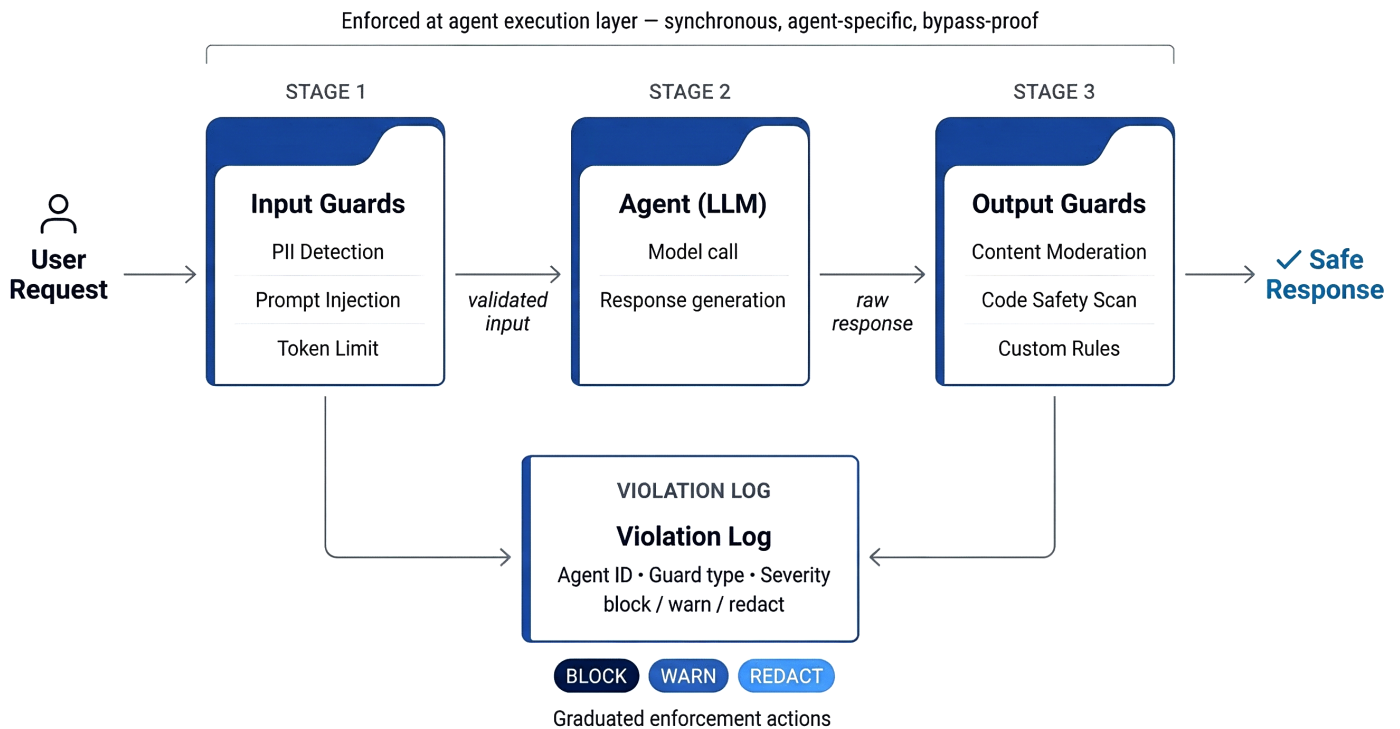 Enforced at agent execution layer — synchronous, agent-specific, bypass-proof
STAGE 1
STAGE 2
STAGE 3
User
Request
Input Guards
PII Detection
Prompt Injection
Token Limit
validated
input
Agent (LLM)
Model call
Response generation
raw
response
Output Guards
Content Moderation
Code Safety Scan
Custom Rules
✓ Safe
Response
VIOLATION LOG
Violation Log
Agent ID • Guard type • Severity
block / warn / redact
BLOCK
WARN
REDACT
Graduated enforcement actions